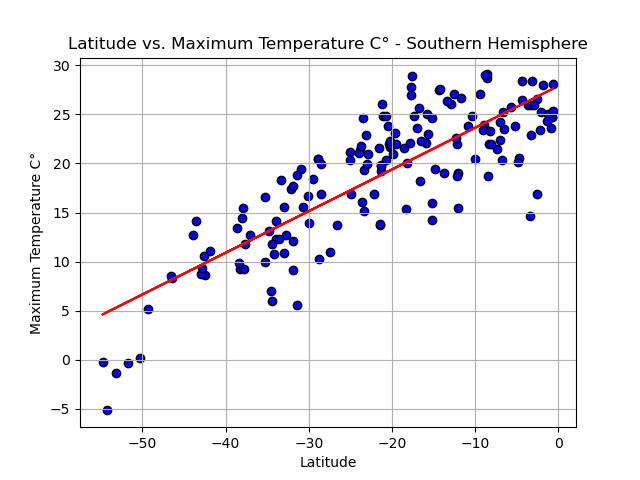 Latitude vs. Maximum Temperature C° - Southern Hemisphere
30
25
20
15
10
5
0
−5
Maximum Temperature C°
−50 −40 −30 −20 −10 0
Latitude